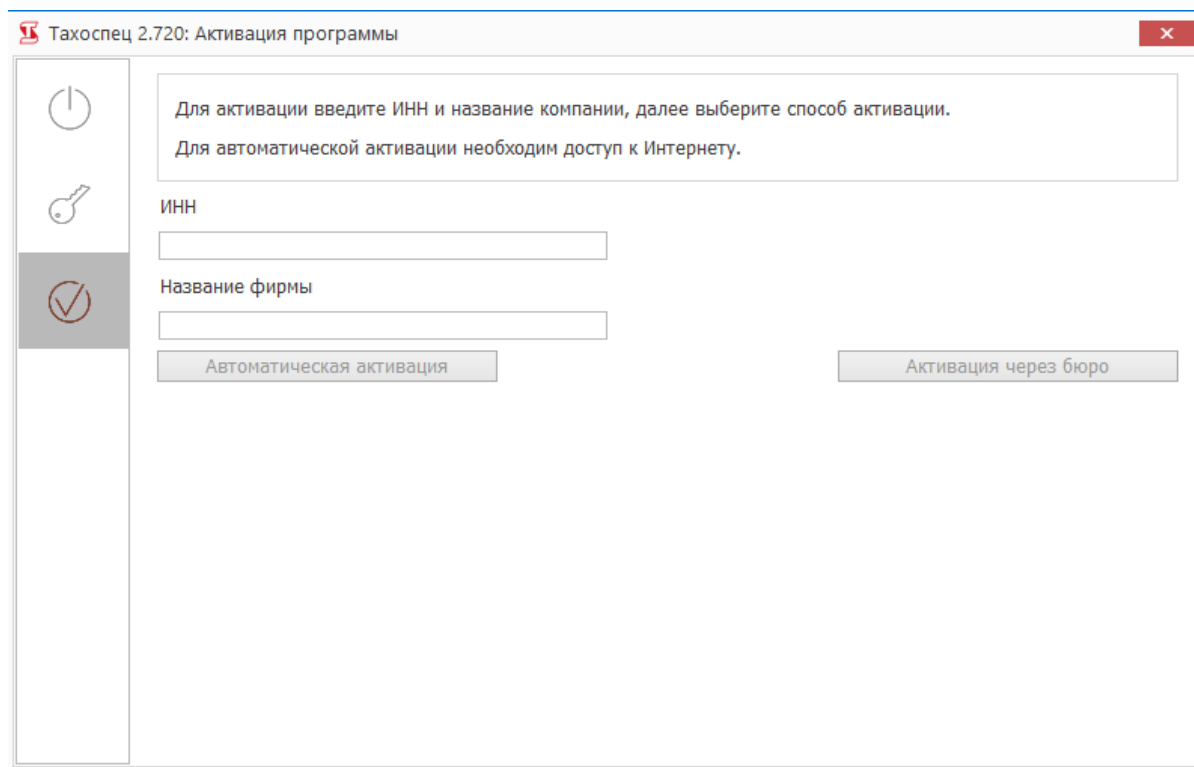 Тахоспец 2.720: Активация программы
Для активации введите ИНН и название компании, далее выберите способ активации.
Для автоматической активации необходим доступ к Интернету.
ИНН
Название фирмы
Автоматическая активация
Активация через бюро